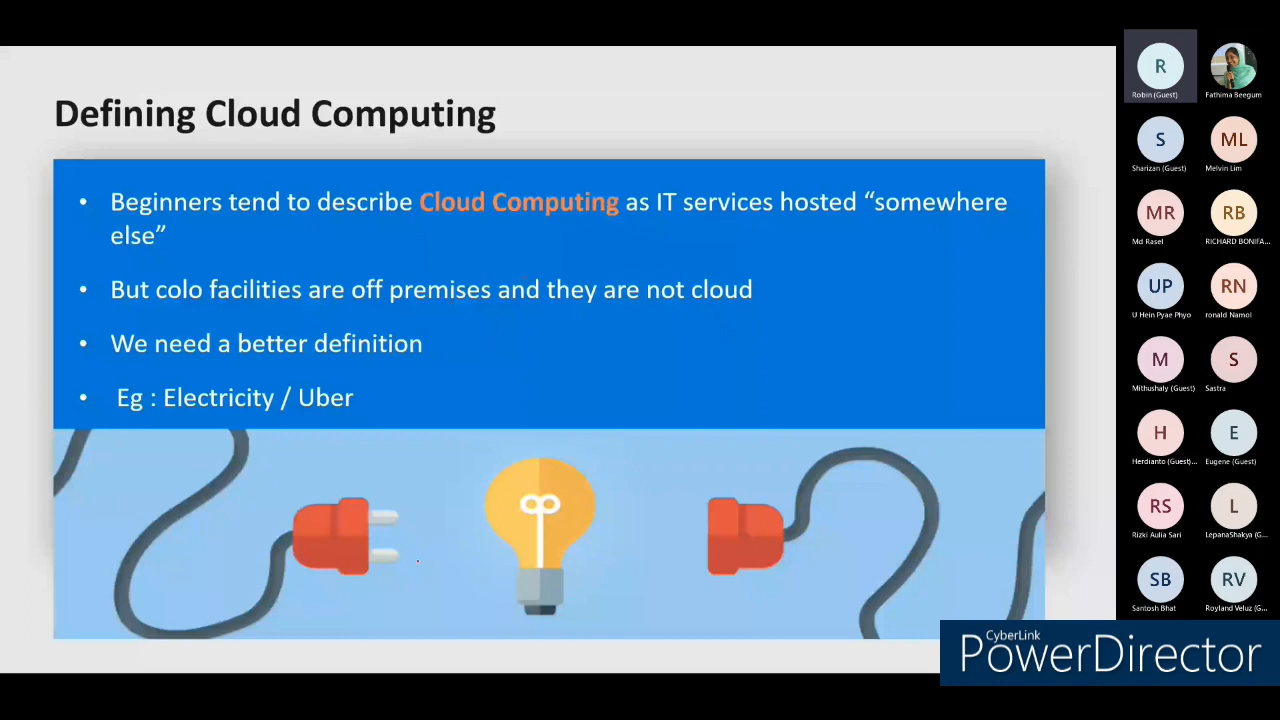 Defining Cloud Computing
• Beginners tend to describe Cloud Computing as IT services hosted “somewhere
else”
• But colo facilities are off premises and they are not cloud
• We need a better definition
• Eg : Electricity / Uber
R
Robin (Guest)
Fathima Beegum
S
Sharizan (Guest)
ML
Melvin Lim
MR
Md Rasel
RB
RICHARD BONIFA...
UP
U Hein Pyae Phyo
RN
ronald Namol
M
Mithushaly (Guest)
S
Sastra
H
Herdianto (Guest)...
E
Eugene (Guest)
RS
Rizki Aulia Sari
L
LepanaShakya (G...
SB
Santosh Bhat
RV
Royland Veluz (G...
CyberLink
PowerDirector